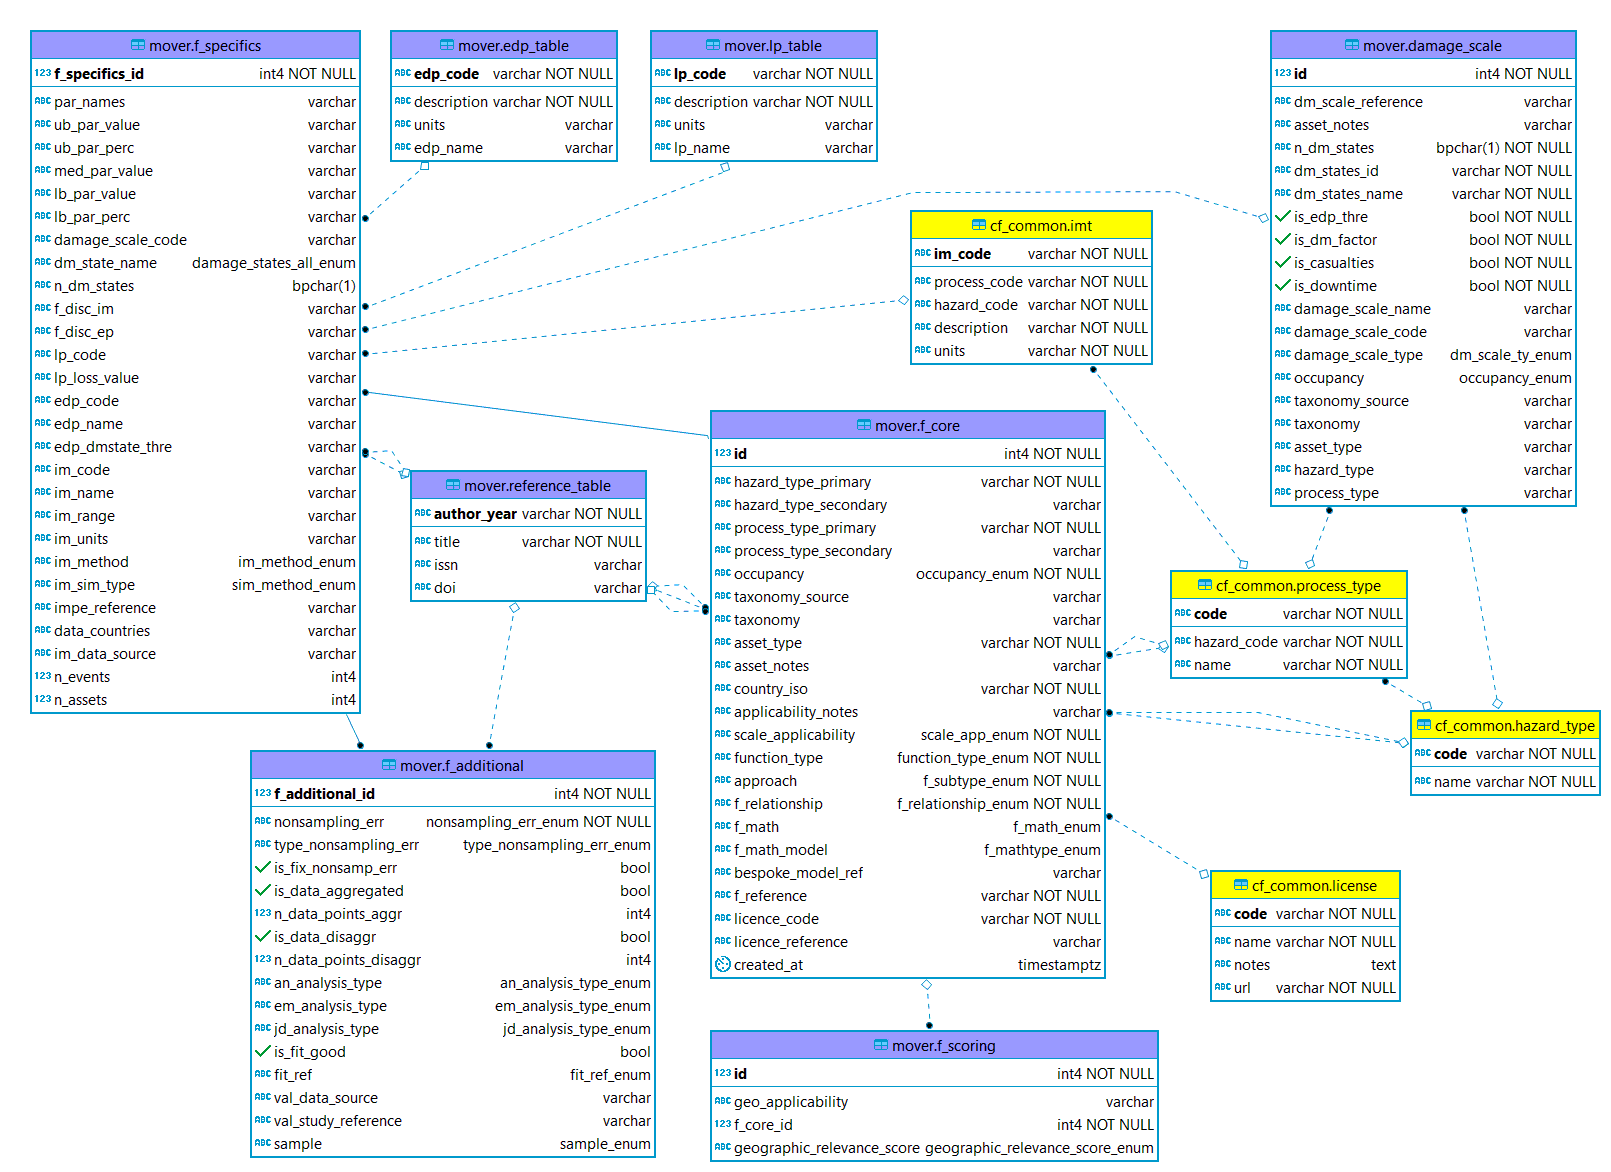 mover.f_specifics
123 f_specifics_id int4 NOT NULL
ABC par_names varchar
ABC ub_par_value varchar
ABC ub_par_perc varchar
ABC med_par_value varchar
ABC lb_par_value varchar
ABC lb_par_perc varchar
ABC damage_scale_code varchar
ABC dm_state_name damage_states_all_enum
ABC n_dm_states bpchar(1)
ABC f_disc_im varchar
ABC f_disc_ep varchar
ABC lp_code varchar
ABC lp_loss_value varchar
ABC edp_code varchar
ABC edp_name varchar
ABC edp_dmstate_thre varchar
ABC im_code varchar
ABC im_name varchar
ABC im_range varchar
ABC im_units varchar
ABC im_method im_method_enum
ABC im_sim_type sim_method_enum
ABC impe_reference varchar
ABC data_countries varchar
ABC im_data_source varchar
123 n_events int4
123 n_assets int4
mover.edp_table
ABC edp_code varchar NOT NULL
ABC description varchar NOT NULL
ABC units varchar
ABC edp_name varchar
mover.lp_table
ABC lp_code varchar NOT NULL
ABC description varchar NOT NULL
ABC units varchar
ABC lp_name varchar
mover.damage_scale
123 id int4 NOT NULL
ABC dm_scale_reference varchar
ABC asset_notes varchar
ABC n_dm_states bpchar(1) NOT NULL
ABC dm_states_id varchar NOT NULL
ABC dm_states_name varchar NOT NULL
is_edp_thre bool NOT NULL
is_dm_factor bool NOT NULL
is_casualties bool NOT NULL
is_downtime bool NOT NULL
ABC damage_scale_name varchar
ABC damage_scale_code varchar
ABC damage_scale_type dm_scale_ty_enum
ABC occupancy occupancy_enum
ABC taxonomy_source varchar
ABC taxonomy varchar
ABC asset_type varchar
ABC hazard_type varchar
ABC process_type varchar
cf_common.imt
ABC im_code varchar NOT NULL
ABC process_code varchar NOT NULL
ABC hazard_code varchar NOT NULL
ABC description varchar NOT NULL
ABC units varchar NOT NULL
mover.reference_table
ABC author_year varchar NOT NULL
ABC title varchar NOT NULL
ABC issn varchar
ABC doi varchar
mover.f_core
123 id int4 NOT NULL
ABC hazard_type_primary varchar NOT NULL
ABC hazard_type_secondary varchar
ABC process_type_primary varchar NOT NULL
ABC process_type_secondary varchar
ABC occupancy occupancy_enum NOT NULL
ABC taxonomy_source varchar
ABC taxonomy varchar
ABC asset_type varchar NOT NULL
ABC asset_notes varchar
ABC country_iso varchar NOT NULL
ABC applicability_notes varchar
ABC scale_applicability scale_app_enum NOT NULL
ABC function_type function_type_enum NOT NULL
ABC approach f_subtype_enum NOT NULL
ABC f_relationship f_relationship_enum NOT NULL
ABC f_math f_math_enum
ABC f_math_model f_mathtype_enum
ABC bespoke_model_ref varchar
ABC f_reference varchar NOT NULL
ABC licence_code varchar NOT NULL
ABC licence_reference varchar
created_at timestamptz
cf_common.process_type
ABC code varchar NOT NULL
ABC hazard_code varchar NOT NULL
ABC name varchar NOT NULL
cf_common.hazard_type
ABC code varchar NOT NULL
ABC name varchar NOT NULL
cf_common.license
ABC code varchar NOT NULL
ABC name varchar NOT NULL
ABC notes text
ABC url varchar NOT NULL
mover.f_additional
123 f_additional_id int4 NOT NULL
ABC nonsampling_err nonsampling_err_enum NOT NULL
ABC type_nonsampling_err type_nonsampling_err_enum
is_fix_nonsamp_err bool
is_data_aggregated bool
123 n_data_points_aggr int4
is_data_disaggr bool
123 n_data_points_disaggr int4
ABC an_analysis_type an_analysis_type_enum
ABC em_analysis_type em_analysis_type_enum
ABC jd_analysis_type jd_analysis_type_enum
is_fit_good bool
ABC fit_ref fit_ref_enum
ABC val_data_source varchar
ABC val_study_reference varchar
ABC sample sample_enum
mover.f_scoring
123 id int4 NOT NULL
ABC geo_applicability varchar
123 f_core_id int4 NOT NULL
ABC geographic_relevance_score geographic_relevance_score_enum